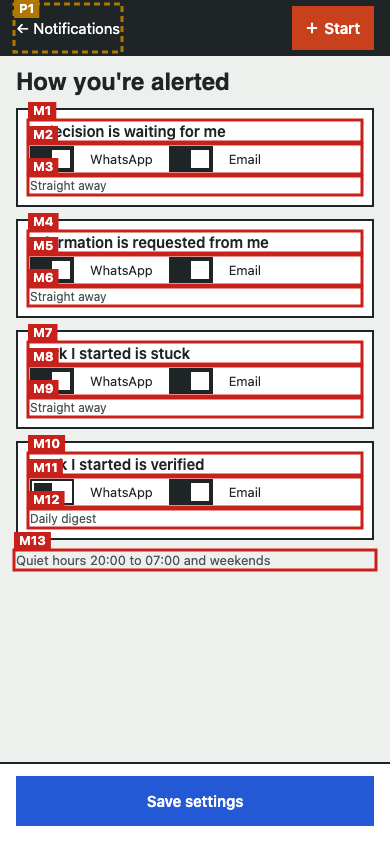 P1
← Notifications
+ Start
How you're alerted
M1
ecision is waiting for me
M2
WhatsApp
Email
M3
Straight away
M4
rmation is requested from me
M5
WhatsApp
Email
M6
Straight away
M7
k I started is stuck
M8
WhatsApp
Email
M9
Straight away
M10
k I started is verified
M11
WhatsApp
Email
M12
Daily digest
M13
Quiet hours 20:00 to 07:00 and weekends
Save settings